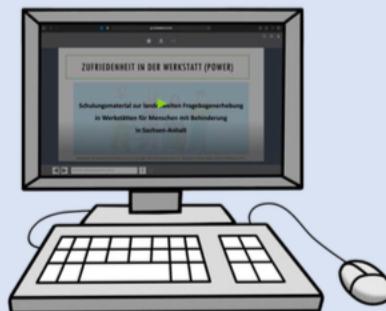 ZUFRIEDENHEIT IN DER WERKSTATT (POWER)
Schulungsmaterial zur landesweiten Fragebogenerhebung
in Werkstätten für Menschen mit Behinderung
in Sachsen-Anhalt